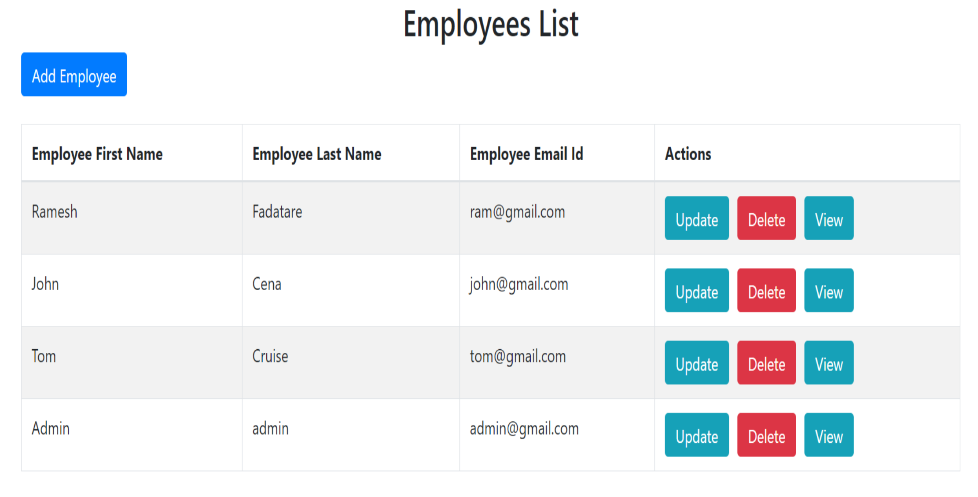 Employees List
Add Employee
Employee First Name Employee Last Name Employee Email Id Actions
Ramesh Fadatare ram@gmail.com Update Delete View
John Cena john@gmail.com Update Delete View
Tom Cruise tom@gmail.com Update Delete View
Admin admin admin@gmail.com Update Delete View